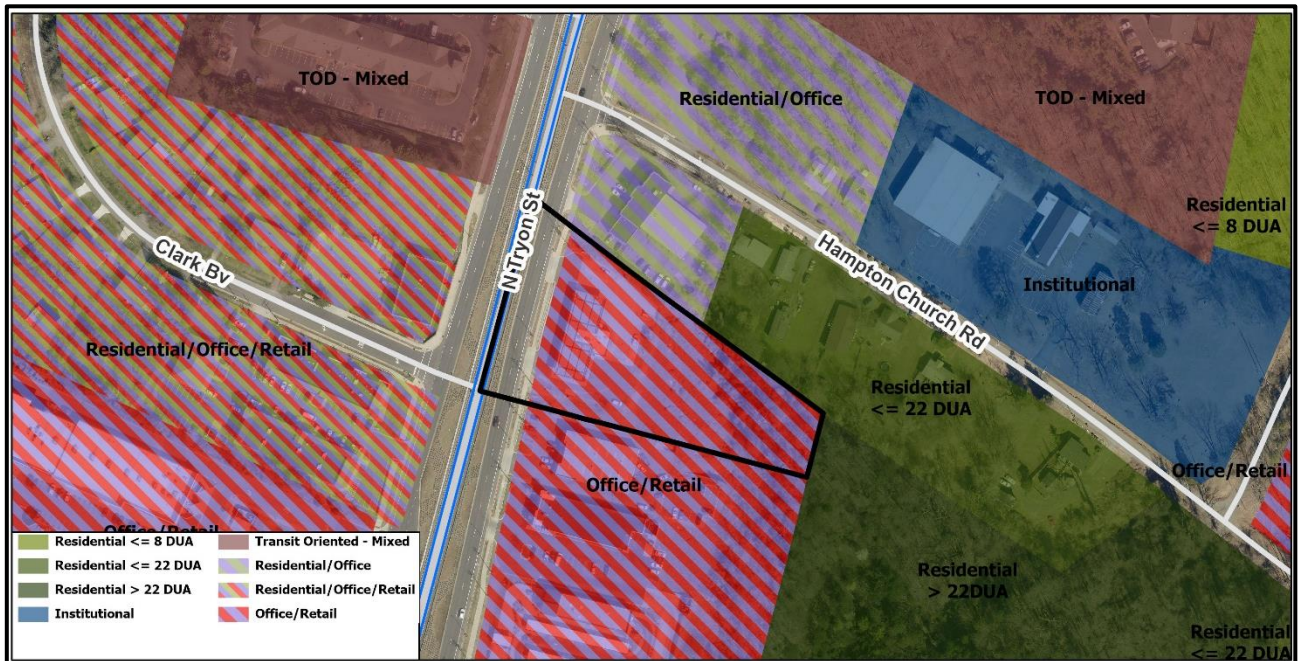 TOD - Mixed
Residential/Office
TOD - Mixed
Residential
<= 8 DUA
N Tryon St
Clark Bv
Hampton Church Rd
Institutional
Residential/Office/Retail
Residential
<= 22 DUA
Office/Retail
Office/Retail
Office/Retail
Residential
> 22DUA
Residential
<= 22 DUA
Residential <= 8 DUA
Residential <= 22 DUA
Residential > 22 DUA
Institutional
Transit Oriented - Mixed
Residential/Office
Residential/Office/Retail
Office/Retail